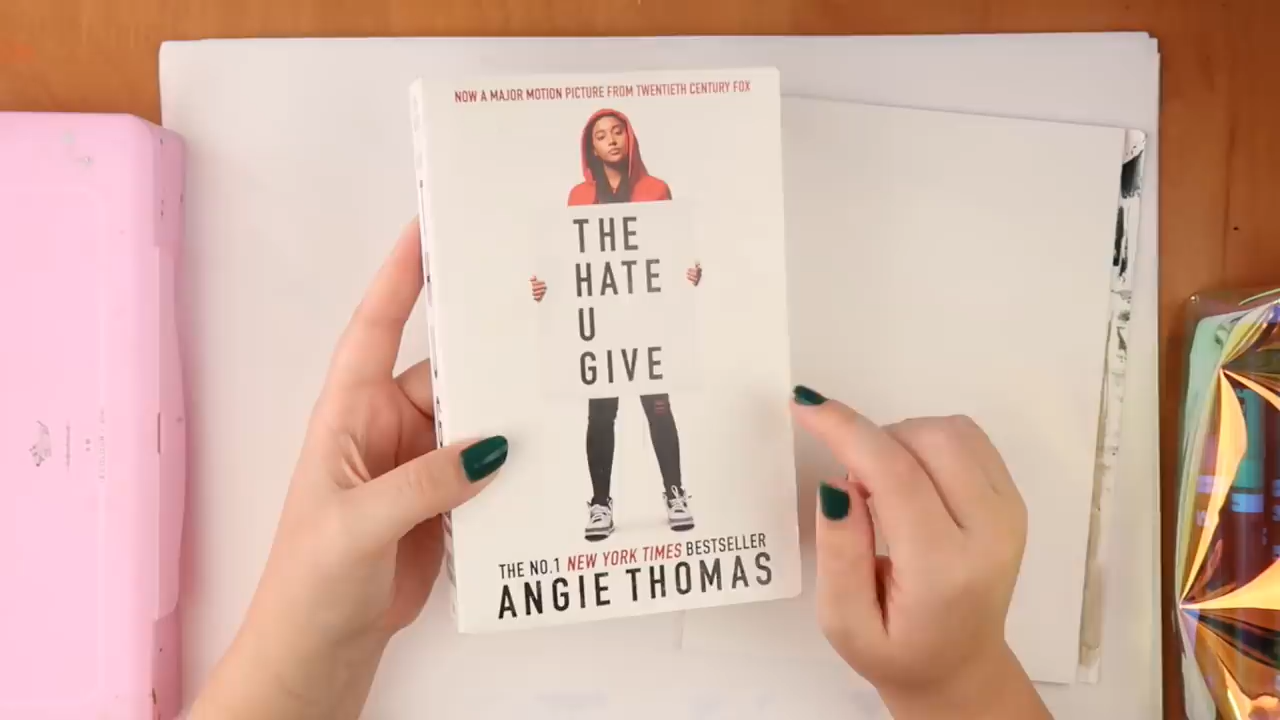 NOW A MAJOR MOTION PICTURE FROM TWENTIETH CENTURY FOX
THE
HATE
U
GIVE
THE NO.1 NEW YORK TIMES BESTSELLER
ANGIE THOMAS